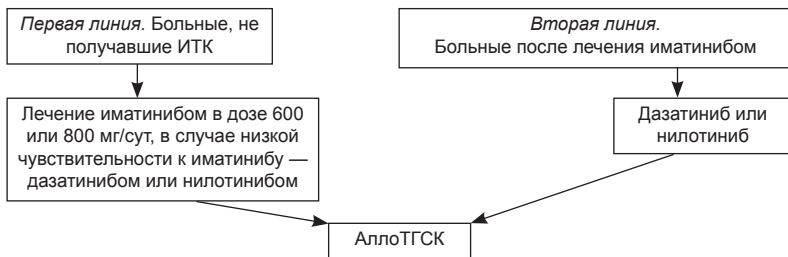 Первая линия. Больные, не
получавшие ИТК
Вторая линия.
Больные после лечения иматинибом
Лечение иматинибом в дозе 600
или 800 мг/сут, в случае низкой
чувствительности к иматинибу —
дазатинибом или нилотинибом
Дазатиниб или
нилотиниб
АллоТГСК